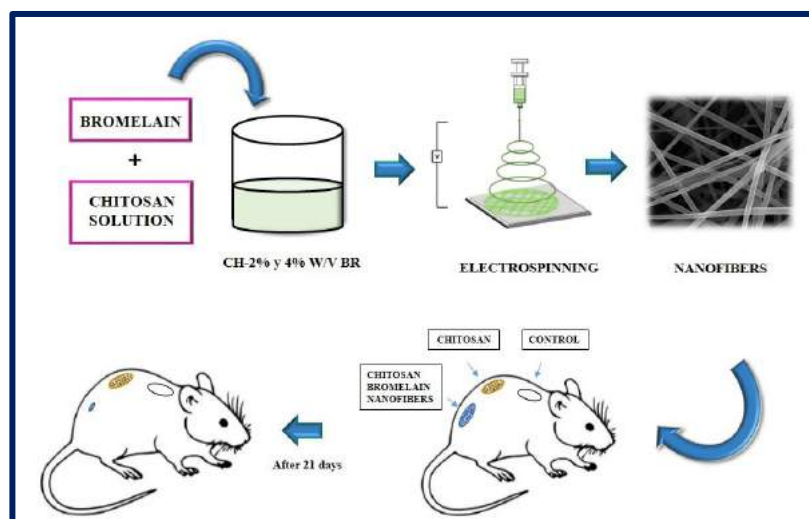 BROMELAIN
+
CHITOSAN
SOLUTION
CH-2% y 4% W/V BR
V
ELECTROSPINNING
NANOFIBERS
CHITOSAN
CONTROL
CHITOSAN
BROMELAIN
NANOFIBERS
After 21 days